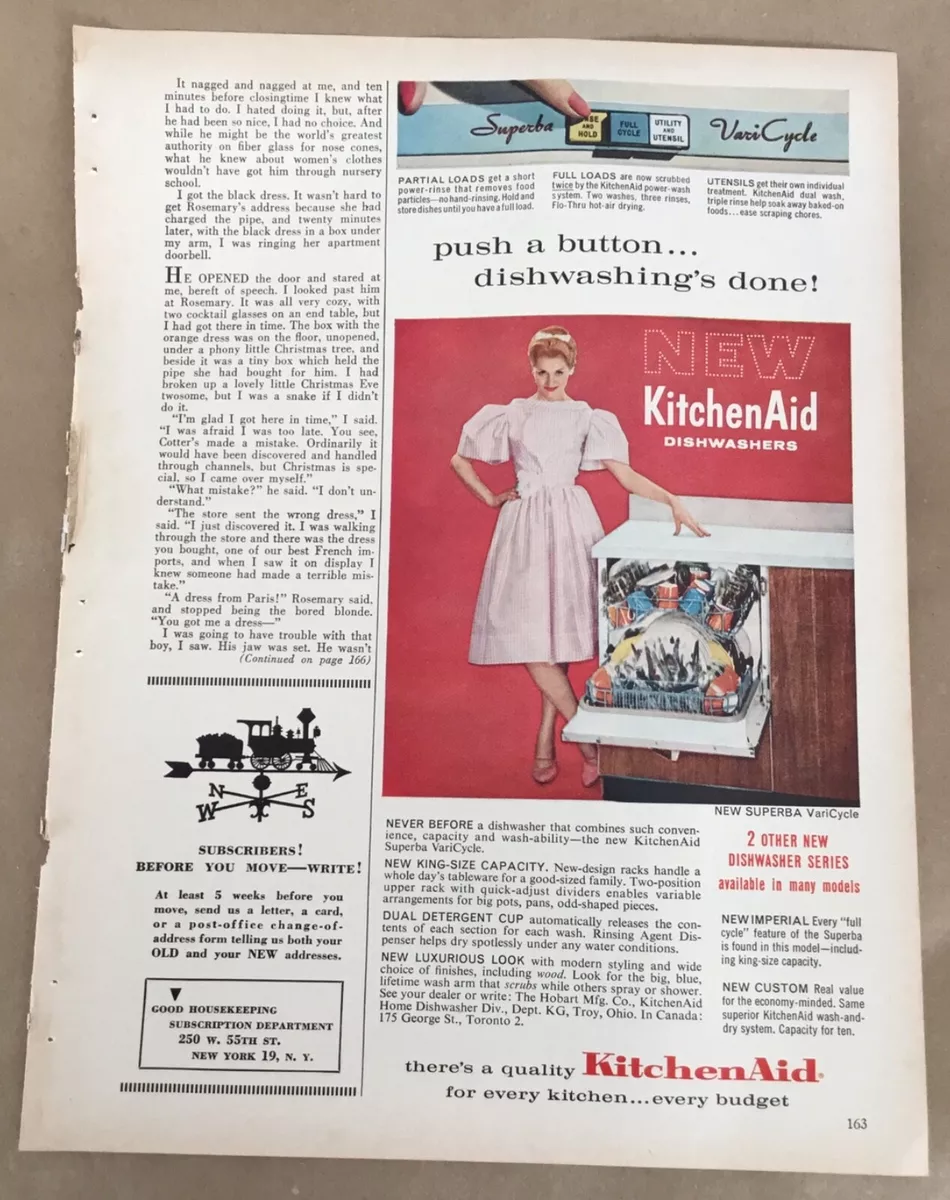 It nagged and nagged at me, and ten
minutes before closingtime I knew what
I had to do. I hated doing it, but, after
he had been so nice, I had no choice. And
while he might be the world's greatest
authority on fiber glass for nose cones,
what he knew about women's clothes
wouldn't have got him through nursery
school.
I got the black dress. It wasn't hard to
get Rosemary's address because she had
charged the pipe, and twenty minutes
later, with the black dress in a box under
my arm, I was ringing her apartment
doorbell.
HE OPENED the door and stared at
me, bereft of speech. I looked past him
at Rosemary. It was all very cozy, with
two cocktail glasses on an end table, but
I had got there in time. The box with the
orange dress was on the floor, unopened,
under a phony little Christmas tree, and
beside it was a tiny box which held the
pipe she had bought for him. I had
broken up a lovely little Christmas Eve
twosome, but I was a snake if I didn't
do it.
"I'm glad I got here in time," I said.
"I was afraid I was too late. You see,
Cotter's made a mistake. Ordinarily it
would have been discovered and handled
through channels, but Christmas is spe-
cial, so I came over myself."
"What mistake?" he said. "I don't un-
derstand."
"The store sent the wrong dress," I
said. "I just discovered it. I was walking
through the store and there was the dress
you bought, one of our best French im-
ports, and when I saw it on display I
knew someone had made a terrible mis-
take."
"A dress from Paris!" Rosemary said,
and stopped being the bored blonde.
"You got me a dress—"
I was going to have trouble with that
boy, I saw. His jaw was set. He wasn't
(Continued on page 166)
N E
W S
SUBSCRIBERS!
BEFORE YOU MOVE—WRITE!
At least 5 weeks before you
move, send us a letter, a card,
or a post-office change-of-
address form telling us both your
OLD and your NEW addresses.
GOOD HOUSEKEEPING
SUBSCRIPTION DEPARTMENT
250 W. 55TH ST.
NEW YORK 19, N. Y.
Superba
AND
HOLD
FULL
CYCLE
UTILITY
AND
UTENSIL
VariCycle
PARTIAL LOADS get a short
power-rinse that removes food
particles—no hand-rinsing. Hold and
store dishes until you have a full load.
FULL LOADS are now scrubbed
twice by the KitchenAid power-wash
system. Two washes, three rinses,
Flo-Thru hot-air drying.
UTENSILS get their own individual
treatment. KitchenAid dual wash,
triple rinse help soak away baked-on
foods...ease scraping chores.
push a button...
dishwashing's done!
NEW
KitchenAid
DISHWASHERS
NEW SUPERBA VariCycle
NEVER BEFORE a dishwasher that combines such conven-
ience, capacity and wash-ability—the new KitchenAid
Superba VariCycle.
NEW KING-SIZE CAPACITY. New-design racks handle a
whole day's tableware for a good-sized family. Two-position
upper rack with quick-adjust dividers enables variable
arrangements for big pots, pans, odd-shaped pieces.
DUAL DETERGENT CUP automatically releases the con-
tents of each section for each wash. Rinsing Agent Dis-
penser helps dry spotlessly under any water conditions.
NEW LUXURIOUS LOOK with modern styling and wide
choice of finishes, including wood. Look for the big, blue,
lifetime wash arm that scrubs while others spray or shower.
See your dealer or write: The Hobart Mfg. Co., KitchenAid
Home Dishwasher Div., Dept. KG, Troy, Ohio. In Canada:
175 George St., Toronto 2.
2 OTHER NEW
DISHWASHER SERIES
available in many models
NEW IMPERIAL Every "full
cycle" feature of the Superba
is found in this model—includ-
ing king-size capacity.
NEW CUSTOM Real value
for the economy-minded. Same
superior KitchenAid wash-and-
dry system. Capacity for ten.
there's a quality KitchenAid®
for every kitchen...every budget
163